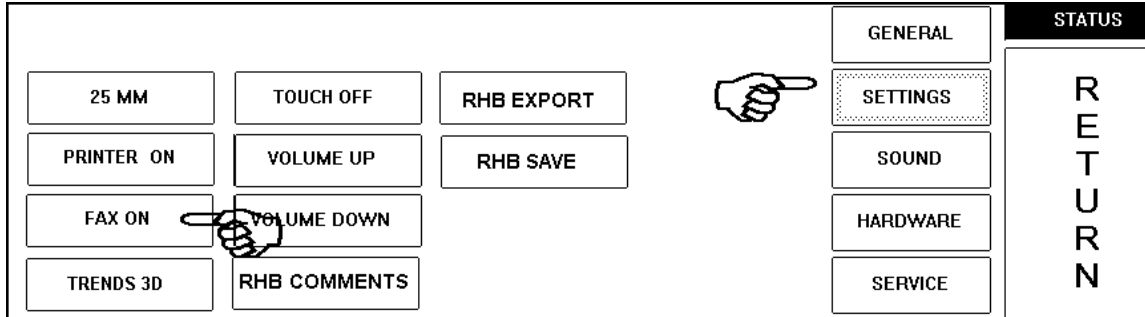 GENERAL
STATUS
25 MM
TOUCH OFF
RHB EXPORT
SETTINGS
PRINTER ON
VOLUME UP
RHB SAVE
SOUND
FAX ON
VOLUME DOWN
HARDWARE
TRENDS 3D
RHB COMMENTS
SERVICE
RETURN